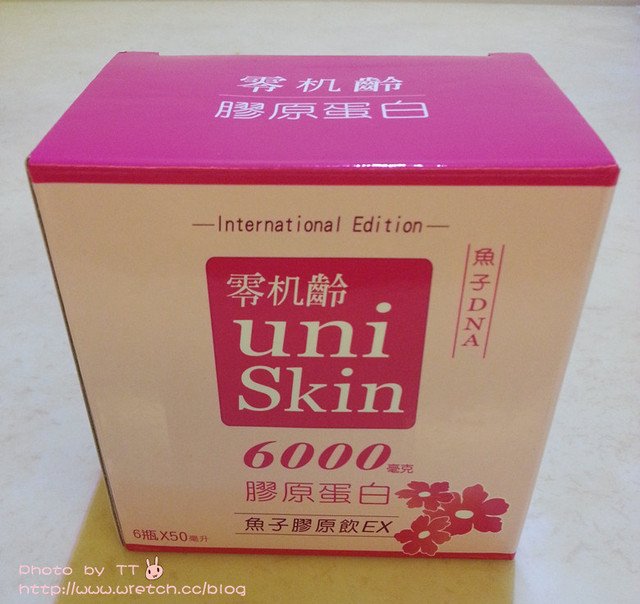 零机齡
膠原蛋白
International Edition
魚子DNA
零机齡
uni
Skin
6000毫克
膠原蛋白
魚子膠原飲EX
6瓶X50毫升
Photo by TT
http://www.wretch.cc/blog